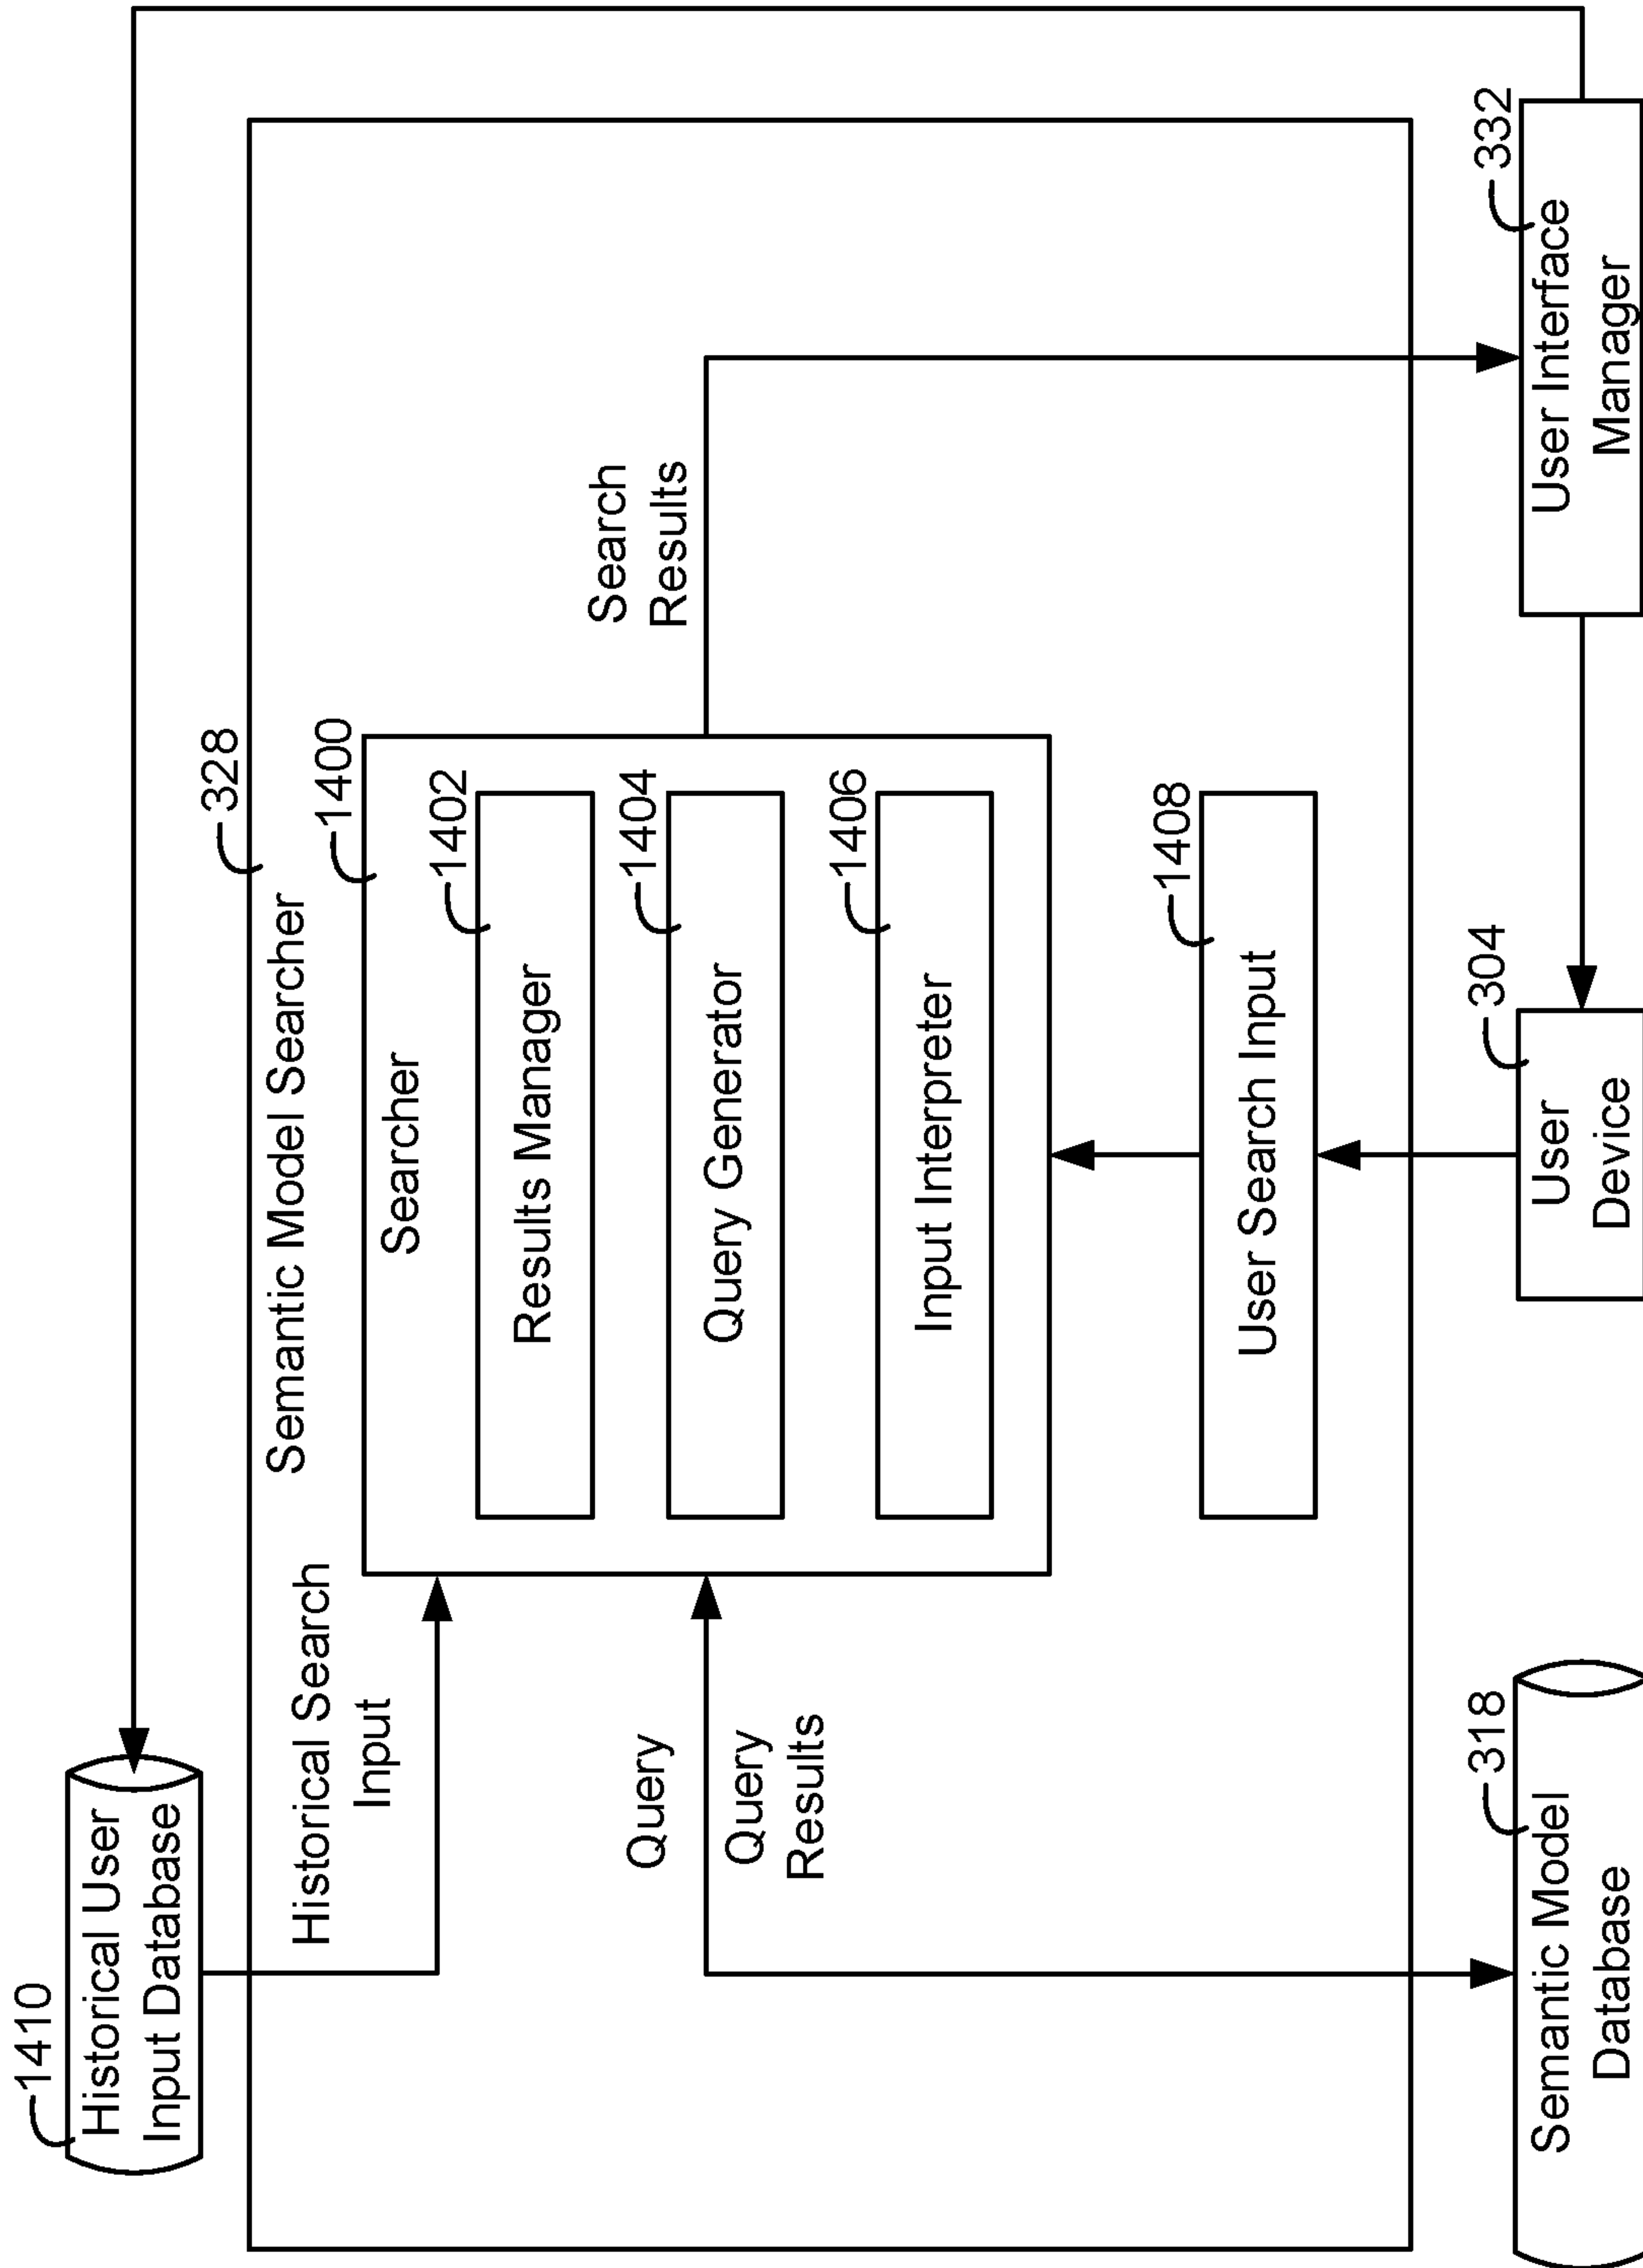 1410
Historical User
Input Database
328
Semantic Model Searcher
Historical Search
Input
1400
Searcher
1402
Results Manager
Query
Query
Results
1404
Query Generator
Search
Results
1406
Input Interpreter
1408
User Search Input
318
Semantic Model
Database
304
User
Device
332
User Interface
Manager